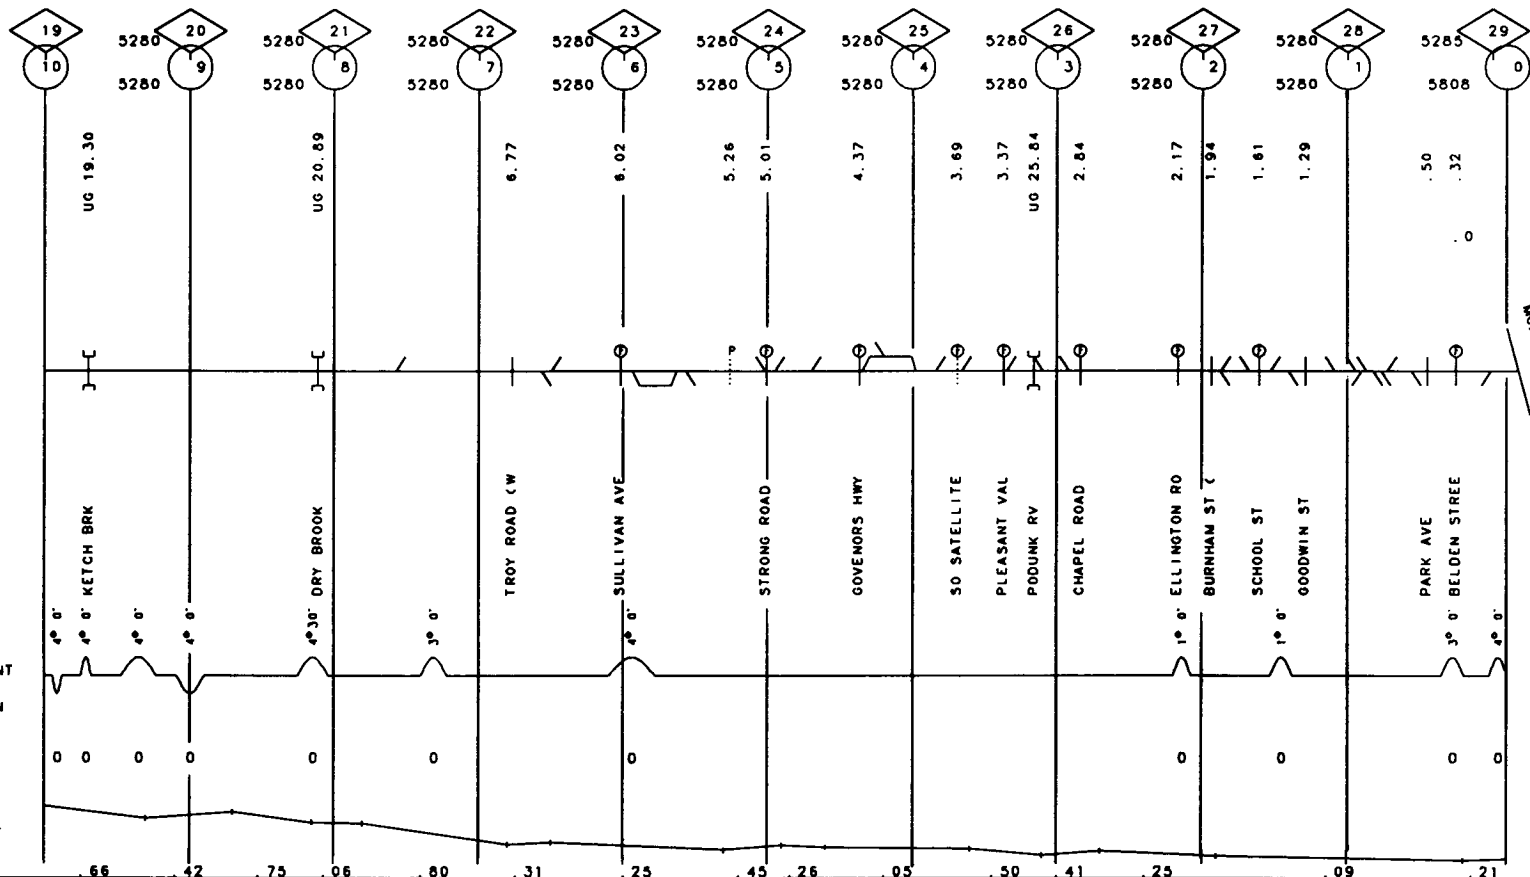 19 20 21 22 23 24 25 26 27 28 29
5280 5280 5280 5280 5280 5280 5280 5280 5280 5285
10 9 8 7 6 5 4 3 2 1 0
5280 5280 5280 5280 5280 5280 5280 5280 5280 5808
UG 19.30
UG 20.89
6.77
6.02
5.26
5.01
4.37
3.69
3.37
UG 25.84
2.84
2.17
1.94
1.61
1.29
.50
.32
.0
F P F F F F F F F F
KETCH BRK
DRY BROOK
TROY ROAD (W
SULLIVAN AVE
STRONG ROAD
GOVENORS HWY
SO SATELLITE
PLEASANT VAL
PODUNK RV
CHAPEL ROAD
ELLINGTON RO
BURNHAM ST (
SCHOOL ST
GOODWIN ST
PARK AVE
BELDEN STREE
4° 0' 4° 0' 4° 0' 4° 0' 4°30' 3° 0' 4° 0' 1° 0' 1° 0' 3° 0' 4° 0'
0 0 0 0 0 0 0 0 0 0 0
.66 .42 .75 .06 .80 .31 .25 .45 .26 .05 .50 .41 .25 .09 .21